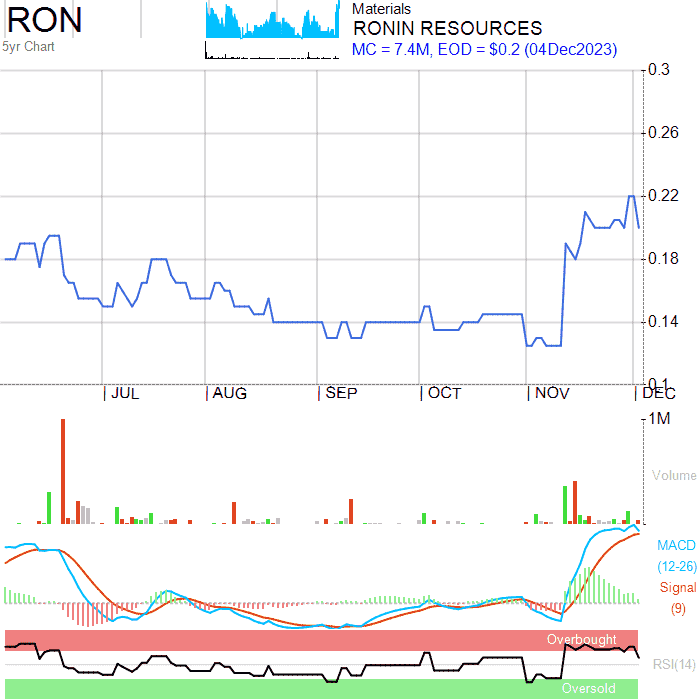 RON
5yr Chart
Materials
RONIN RESOURCES
MC = 7.4M, EOD = $0.2 (04Dec2023)
0.3
0.26
0.22
0.18
0.14
0.1
JUL AUG SEP OCT NOV DEC
1M
Volume
MACD
(12-26)
Signal
(9)
Overbought
RSI(14)
Oversold